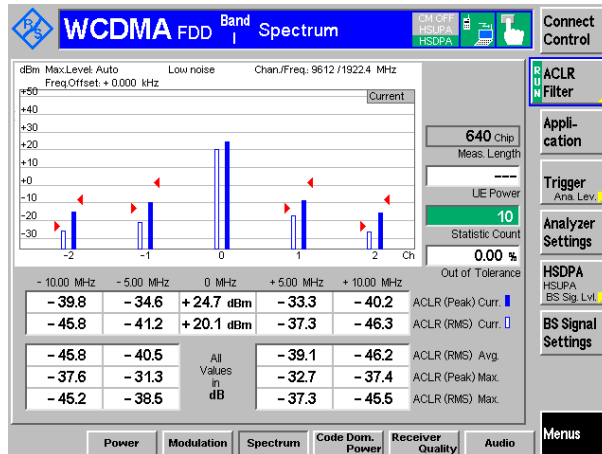 R/S WCDMA FDD Band I Spectrum
CM OFF
HSUPA
HSDPA
Connect Control
dBm Max.Level: Auto Low noise Chan./Freq.: 9612 / 1922.4 MHz
Freq.Offset: + 0.000 kHz
Current
+50
+40
+30
+20
+10
+0
-10
-20
-30
-2 -1 0 1 2 Ch
640 Chip
Meas. Length
---
UE Power
10
Statistic Count
0.00 %
Out of Tolerance
- 10.00 MHz - 5.00 MHz 0 MHz + 5.00 MHz + 10.00 MHz
- 39.8 - 34.6 + 24.7 dBm - 33.3 - 40.2 ACLR (Peak) Curr.
- 45.8 - 41.2 + 20.1 dBm - 37.3 - 46.3 ACLR (RMS) Curr.
- 45.8 - 40.5 - 39.1 - 46.2 ACLR (RMS) Avg.
- 37.6 - 31.3 - 32.7 - 37.4 ACLR (Peak) Max.
- 45.2 - 38.5 - 37.3 - 45.5 ACLR (RMS) Max.
All
Values
in
dB
RUN
ACLR Filter
Appli-
cation
Trigger
Ana. Lev.
Analyzer
Settings
HSDPA
HSUPA
BS Sig. Lvl.
BS Signal
Settings
Menus
Power Modulation Spectrum Code Dom. Power Receiver Quality Audio